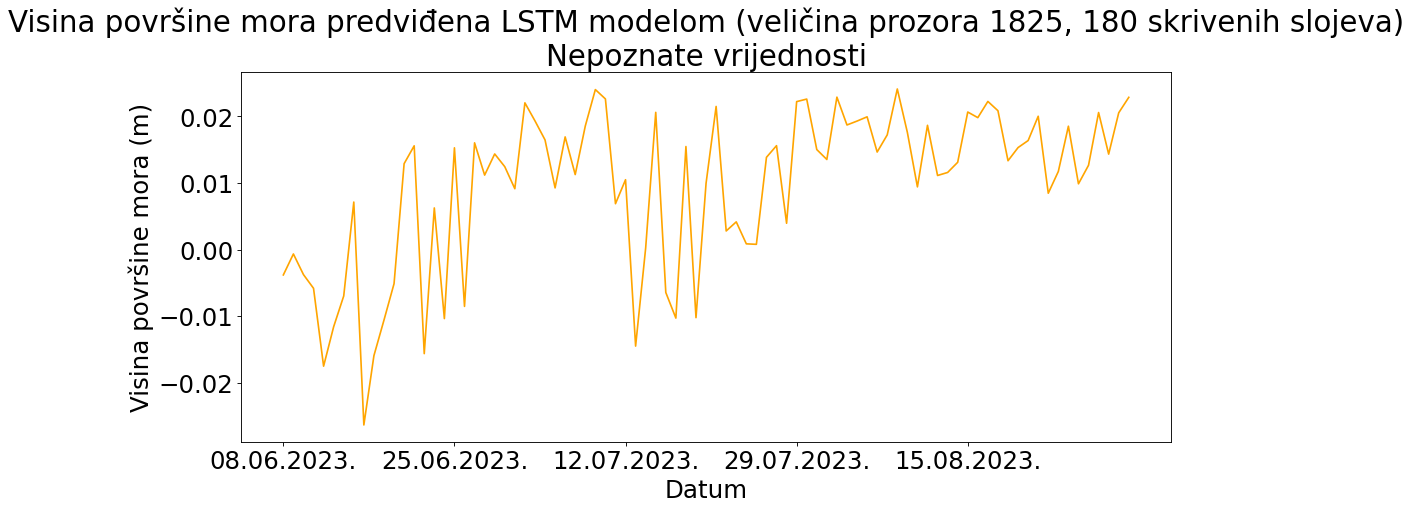 Visina površine mora predviđena LSTM modelom (veličina prozora 1825, 180 skrivenih slojeva)
Nepoznate vrijednosti
Visina površine mora (m)
0.02
0.01
0.00
−0.01
−0.02
08.06.2023. 25.06.2023. 12.07.2023. 29.07.2023. 15.08.2023.
Datum